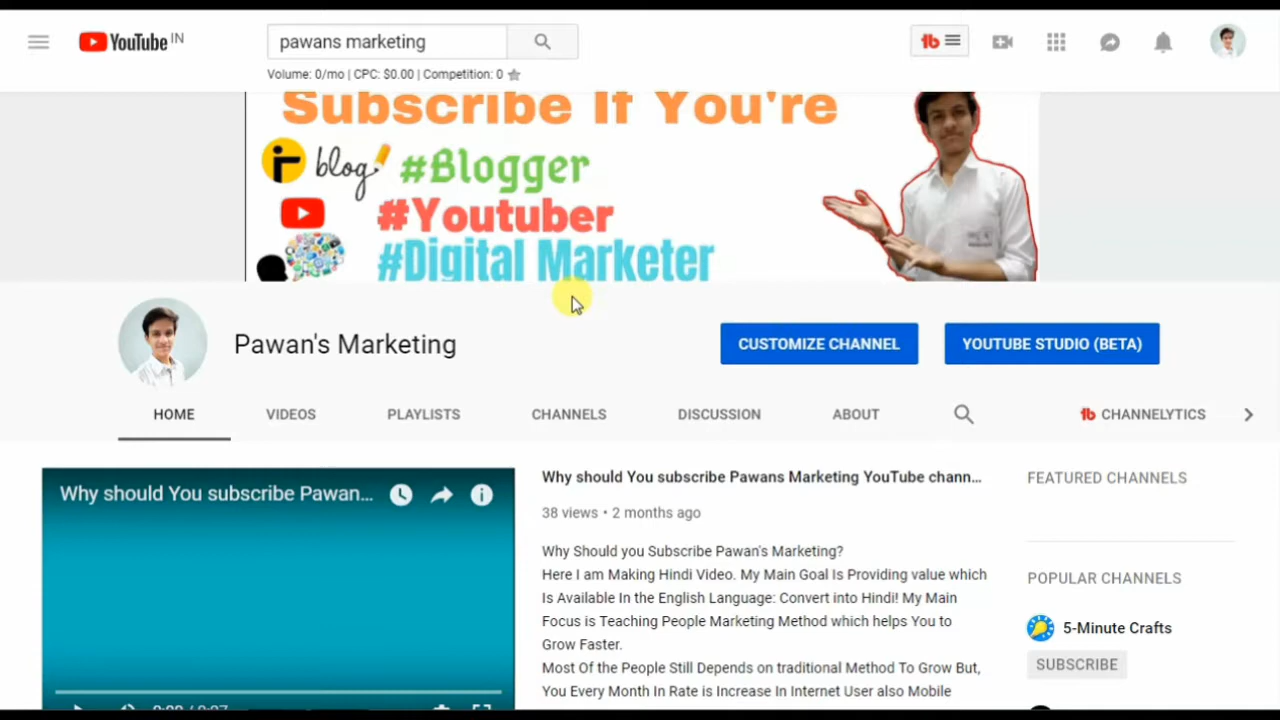 YouTube IN
pawans marketing
Volume: 0/mo | CPC: $0.00 | Competition: 0
Subscribe If You're
blog #Blogger
#Youtuber
#Digital Marketer
Pawan's Marketing
CUSTOMIZE CHANNEL
YOUTUBE STUDIO (BETA)
HOME VIDEOS PLAYLISTS CHANNELS DISCUSSION ABOUT tb CHANNELYTICS
Why should You subscribe Pawan...
Why should You subscribe Pawans Marketing YouTube chann...
38 views • 2 months ago
Why Should you Subscribe Pawan's Marketing?
Here I am Making Hindi Video. My Main Goal Is Providing value which
Is Available In the English Language: Convert into Hindi! My Main
Focus is Teaching People Marketing Method which helps You to
Grow Faster.
Most Of the People Still Depends on traditional Method To Grow But,
You Every Month In Rate is Increase In Internet User also Mobile
FEATURED CHANNELS
POPULAR CHANNELS
5-Minute Crafts
SUBSCRIBE